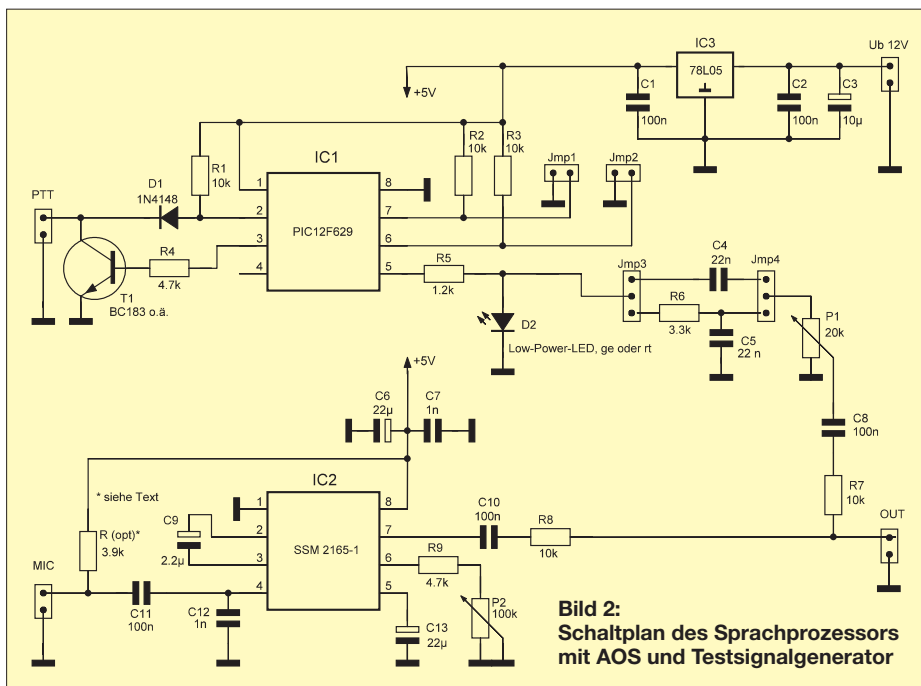 IC3
Ub 12V
78L05
+5V
C1
100n
C2
100n
C3
10µ
R2
10k
R3
10k
R1
10k
IC1
Jmp1
Jmp2
D1
1N4148
PTT
1
2
3
4
8
7
6
5
PIC12F629
R4
4.7k
T1
BC183 o.ä.
R5
1.2k
D2
Low-Power-LED, ge oder rt
Jmp3
C4
22n
Jmp4
R6
3.3k
C5
22 n
P1
20k
+5V
C6
22µ
C7
1n
C8
100n
R7
10k
OUT
* siehe Text
R (opt)*
3.9k
MIC
C9
2.2µ
IC2
1
2
3
4
8
7
6
5
SSM 2165-1
C10
100n
R8
10k
R9
4.7k
P2
100k
C11
100n
C12
1n
C13
22µ
Bild 2:
Schaltplan des Sprachprozessors
mit AOS und Testsignalgenerator